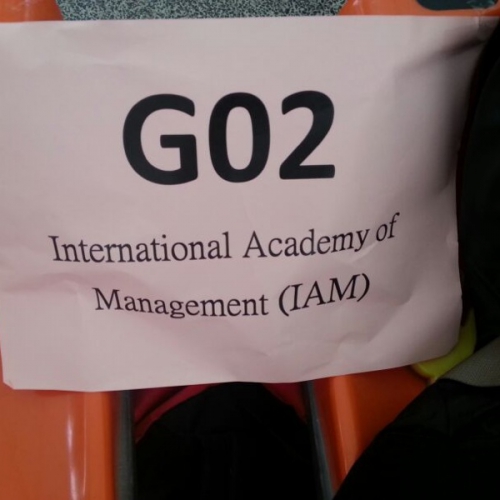 G02
International Academy of
Management (IAM)